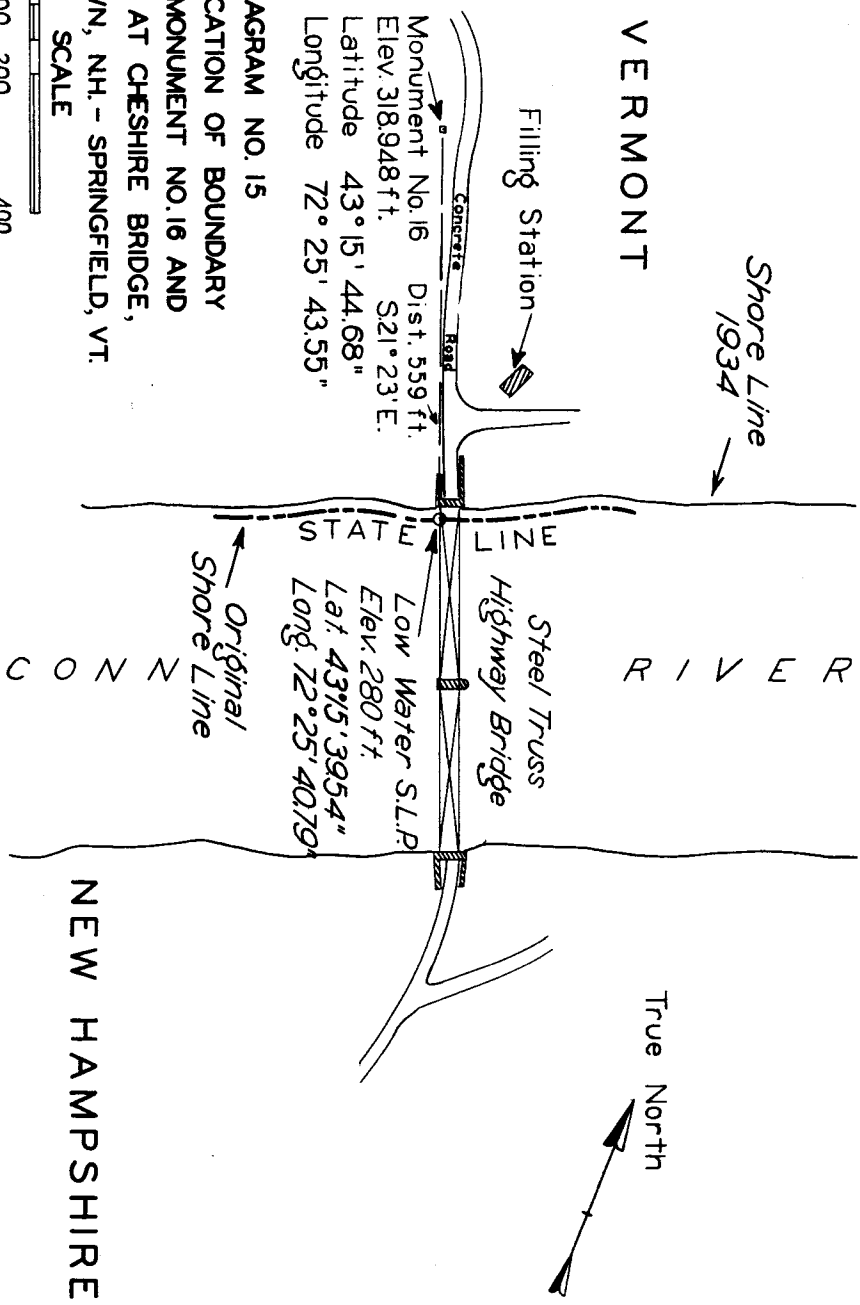 VERMONT
Shore Line
1934
Filling Station
Concrete
Road
Monument No.16 Dist. 559 ft.
Elev. 318.948 ft. S.21° 23' E.
Latitude 43° 15' 44.68"
Longitude 72° 25' 43.55"
STATE LINE
Original
Shore Line
Steel Truss
Highway Bridge
Low Water S.L.P.
Elev. 280 ft.
Lat. 43°15' 39.54"
Long. 72° 25' 40.79"
CONN RIVER
NEW HAMPSHIRE
True North
AGRAM NO. 15
CATION OF BOUNDARY
MONUMENT NO.16 AND
AT CHESHIRE BRIDGE,
WN, N.H. – SPRINGFIELD, VT.
SCALE
00 200 400